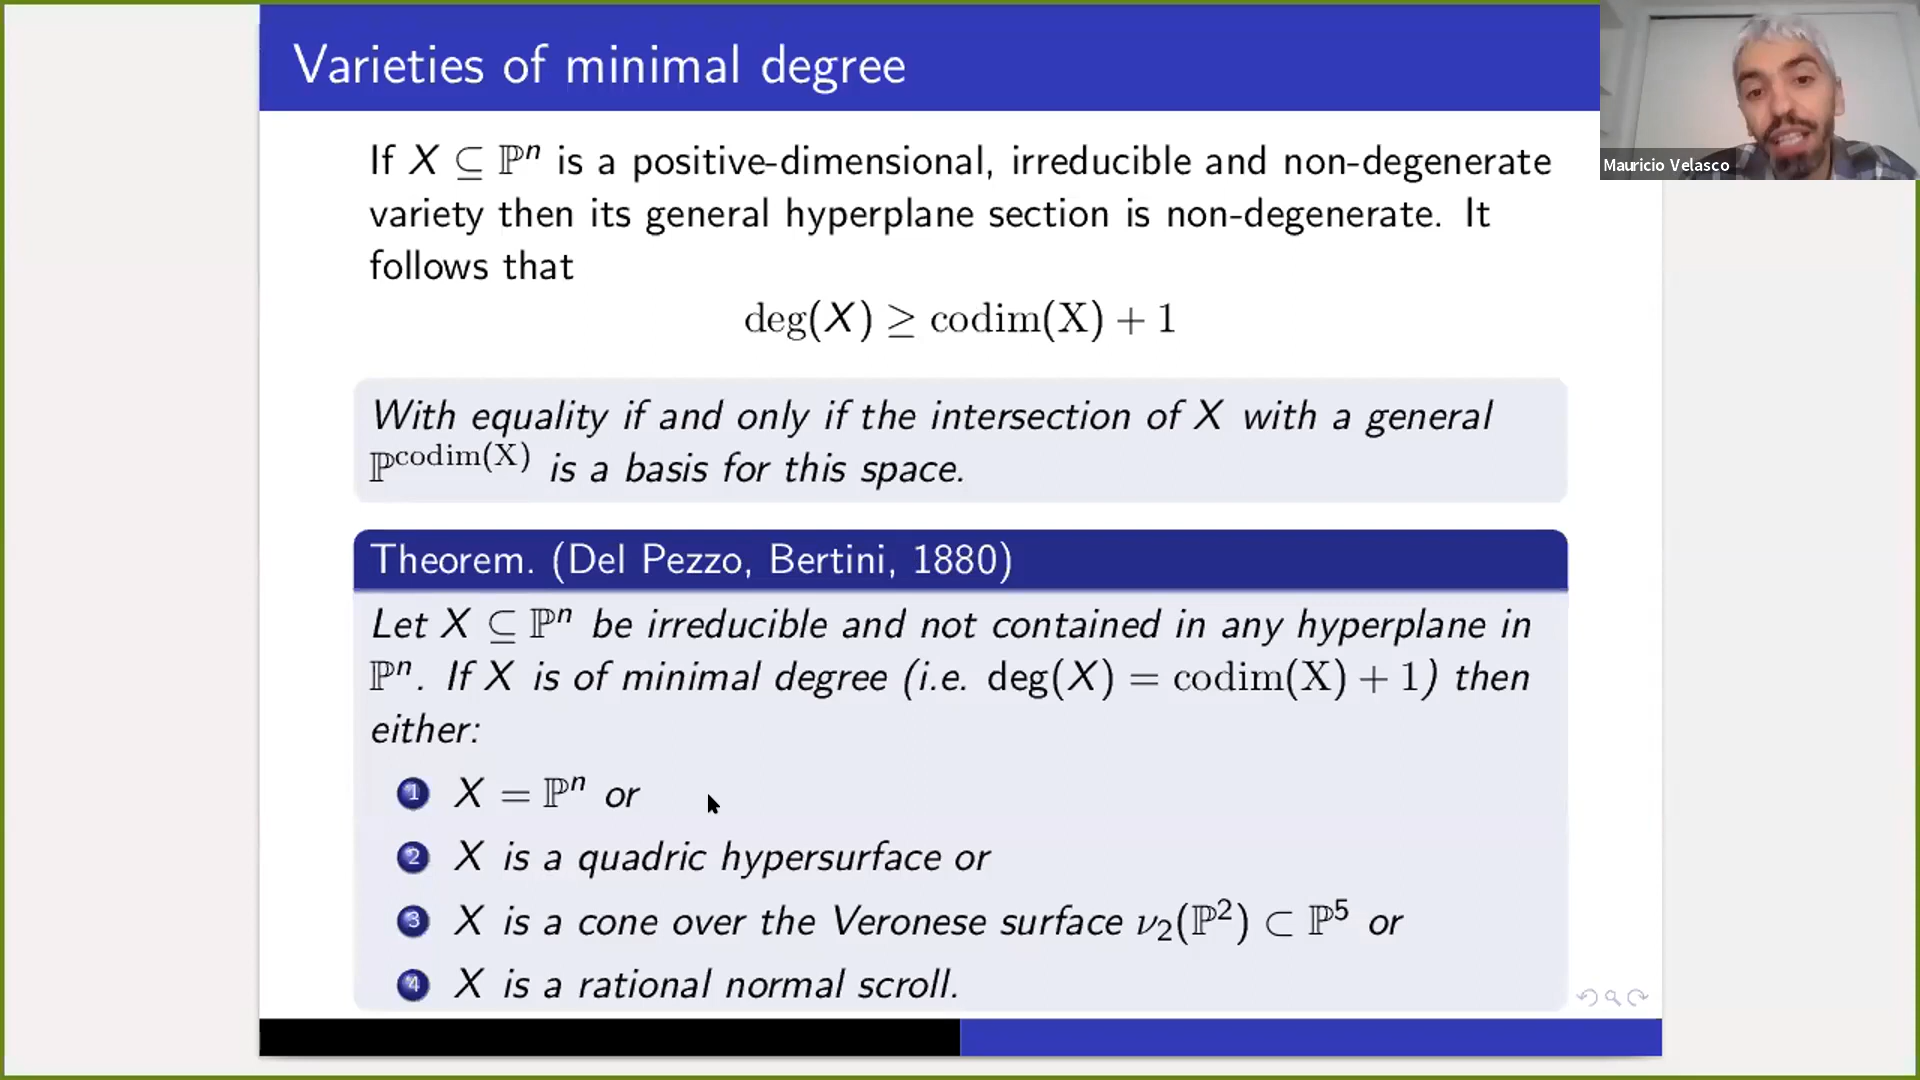 Varieties of minimal degree
If X ⊆ ℙⁿ is a positive-dimensional, irreducible and non-degenerate
variety then its general hyperplane section is non-degenerate. It
follows that
deg(X) ≥ codim(X) + 1
With equality if and only if the intersection of X with a general
ℙ^codim(X) is a basis for this space.
Theorem. (Del Pezzo, Bertini, 1880)
Let X ⊆ ℙⁿ be irreducible and not contained in any hyperplane in
ℙⁿ. If X is of minimal degree (i.e. deg(X) = codim(X) + 1) then
either:
1 X = ℙⁿ or
2 X is a quadric hypersurface or
3 X is a cone over the Veronese surface ν₂(ℙ²) ⊂ ℙ⁵ or
4 X is a rational normal scroll.
Mauricio Velasco